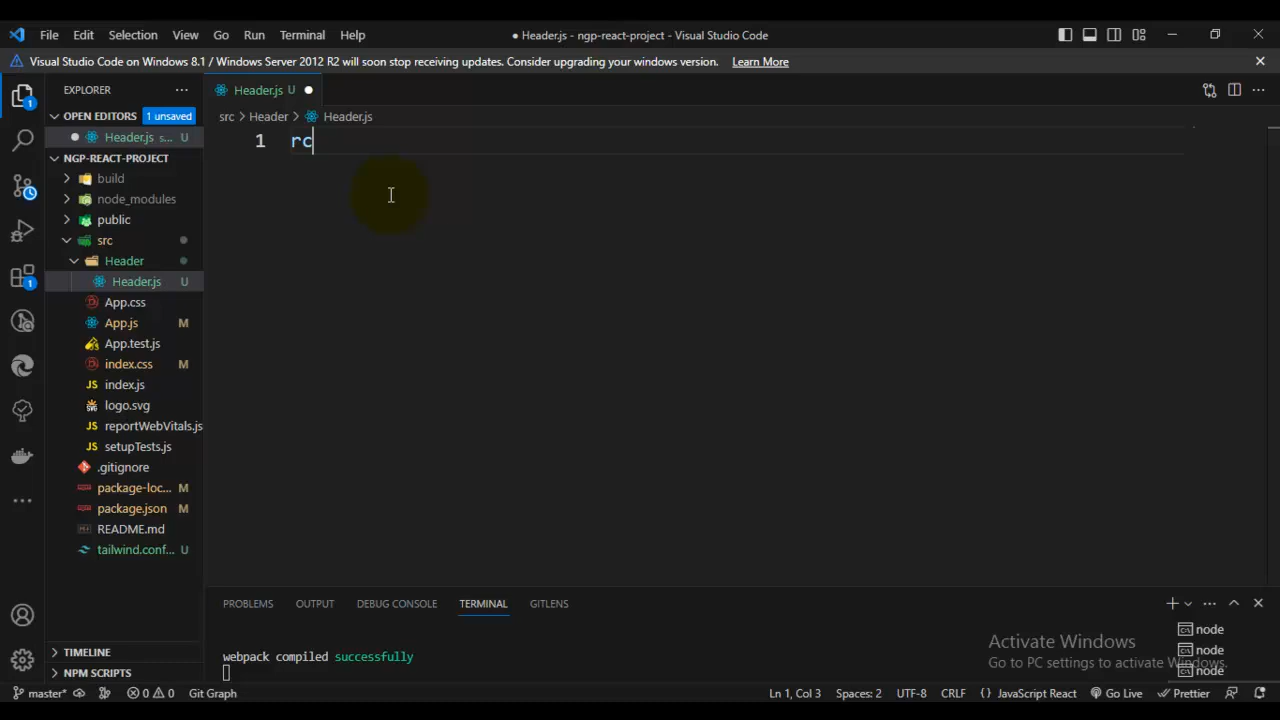 File Edit Selection View Go Run Terminal Help
● Header.js - ngp-react-project - Visual Studio Code
Visual Studio Code on Windows 8.1 / Windows Server 2012 R2 will soon stop receiving updates. Consider upgrading your windows version. Learn More
EXPLORER
Header.js U
OPEN EDITORS 1 unsaved
src > Header > Header.js
Header.js s... U
1 rc
NGP-REACT-PROJECT
build
node_modules
public
src
Header
Header.js U
App.css
App.js M
App.test.js
index.css M
JS index.js
logo.svg
JS reportWebVitals.js
JS setupTests.js
.gitignore
package-loc... M
package.json M
README.md
tailwind.conf... U
PROBLEMS OUTPUT DEBUG CONSOLE TERMINAL GITLENS
webpack compiled successfully
node
node
node
Activate Windows
Go to PC settings to activate Windows.
TIMELINE
NPM SCRIPTS
master* 0 0 Git Graph Ln 1, Col 3 Spaces: 2 UTF-8 CRLF {} JavaScript React Go Live Prettier